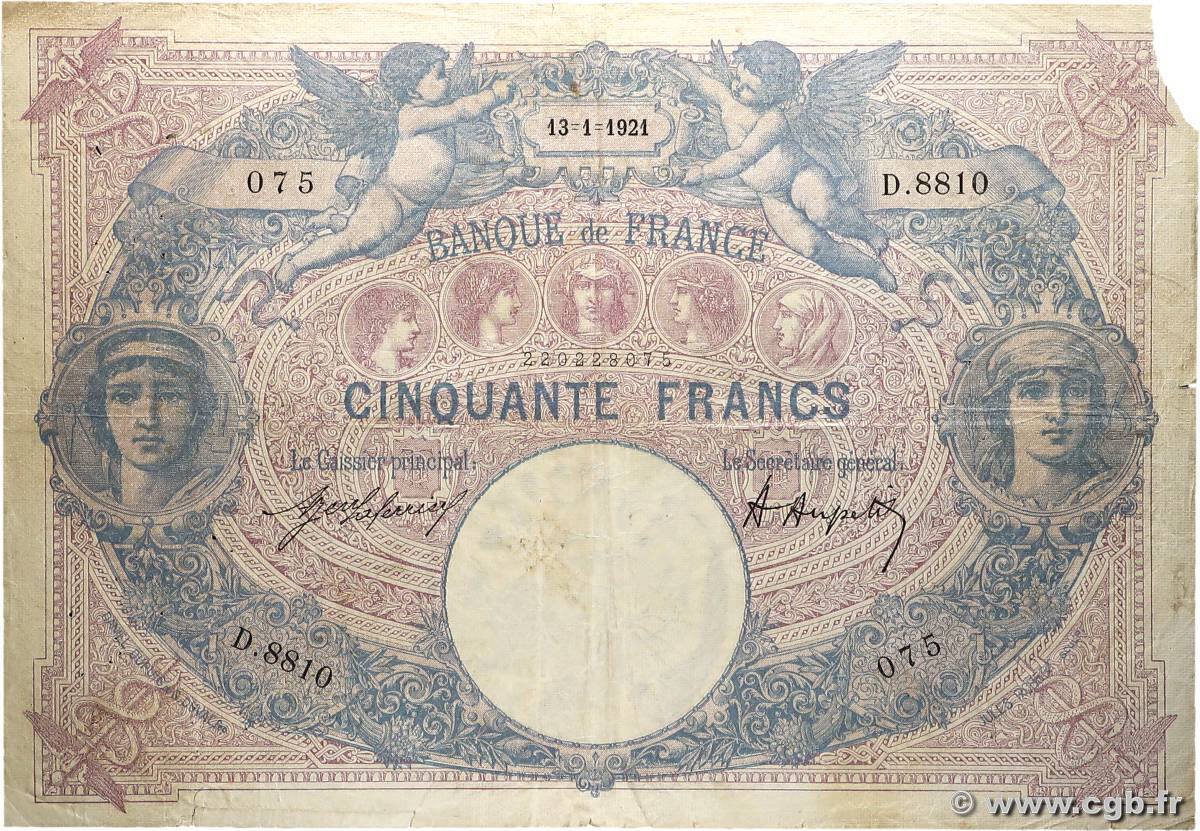 13=1=1921
075
D.8810
BANQUE de FRANCE
220228075
CINQUANTE FRANCS
Le Caissier principal;
Le Secrétaire général;
D.8810
075
© www.cgb.fr